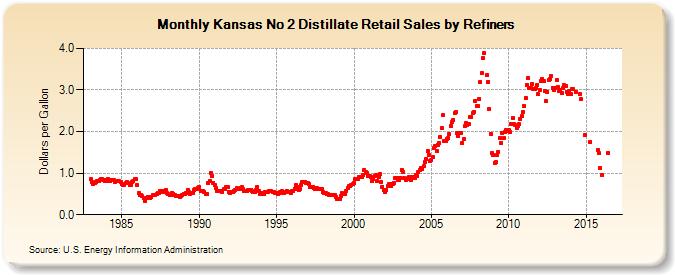 Monthly Kansas No 2 Distillate Retail Sales by Refiners
Dollars per Gallon
4.0
3.0
2.0
1.0
0.0
1985 1990 1995 2000 2005 2010 2015
Source: U.S. Energy Information Administration